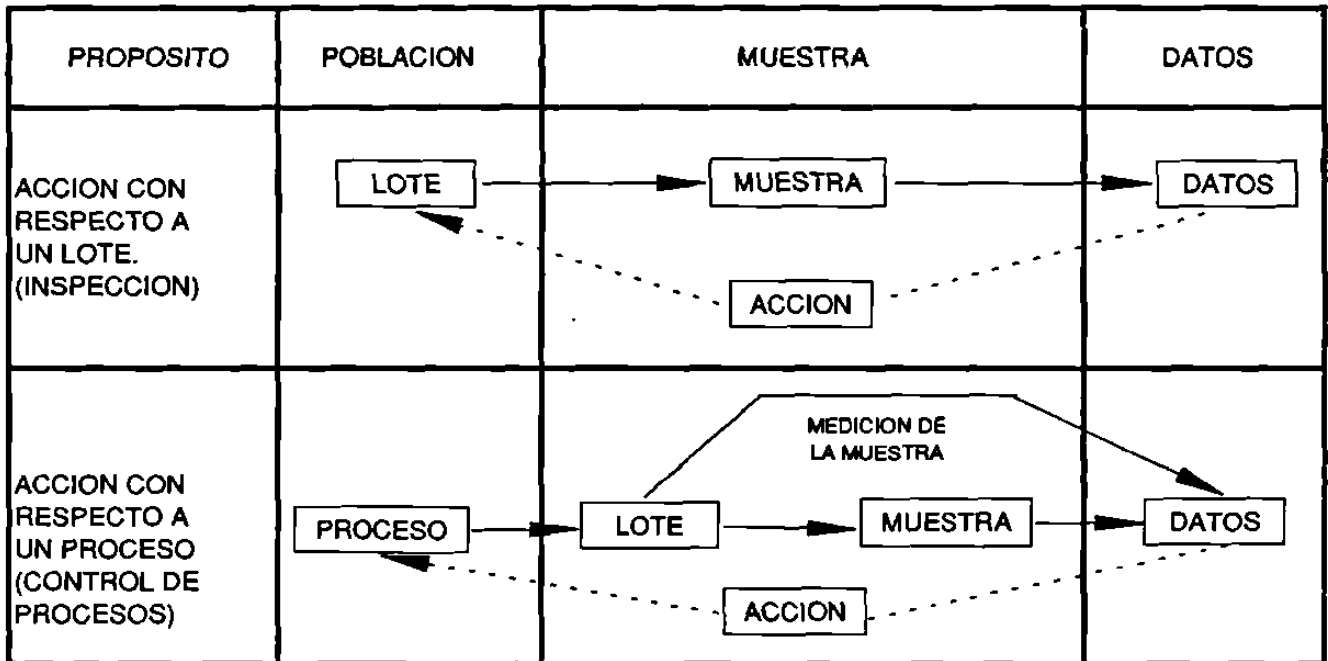 PROPOSITO
POBLACION
MUESTRA
DATOS
ACCION CON
RESPECTO A
UN LOTE.
(INSPECCION)
LOTE
MUESTRA
DATOS
ACCION
ACCION CON
RESPECTO A
UN PROCESO
(CONTROL DE
PROCESOS)
MEDICION DE
LA MUESTRA
PROCESO
LOTE
MUESTRA
DATOS
ACCION